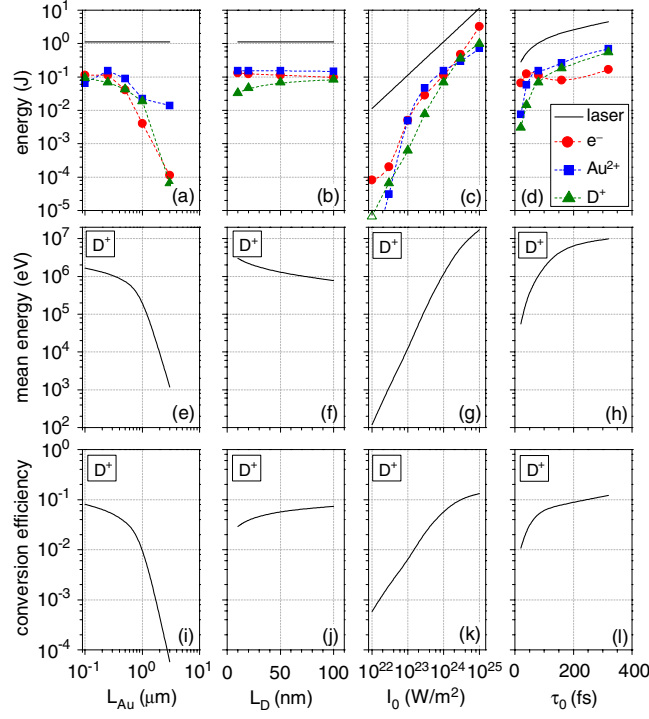 energy (J)
10¹
10⁰
10⁻¹
10⁻²
10⁻³
10⁻⁴
10⁻⁵
(a)
(b)
(c)
(d)
laser
e⁻
Au²⁺
D⁺
mean energy (eV)
10⁷
10⁶
10⁵
10⁴
10³
10²
D⁺
(e)
D⁺
(f)
D⁺
(g)
D⁺
(h)
conversion efficiency
10⁰
10⁻¹
10⁻²
10⁻⁴
D⁺
(i)
D⁺
(j)
D⁺
(k)
D⁺
(l)
10⁻¹ 10⁰ 10¹
0 50 100
10²² 10²³ 10²⁴ 10²⁵
0 200 400
L_Au (μm)
L_D (nm)
I₀ (W/m²)
τ₀ (fs)